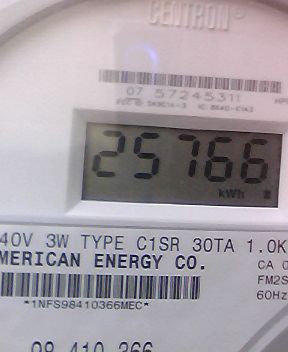 CENTRON®
07 57245311
25766
kWh
40V 3W TYPE C1SR 30TA 1.0K
MERICAN ENERGY CO.
CA 0
FM2S
60Hz
*1NFS98410366MEC*
98 410 366